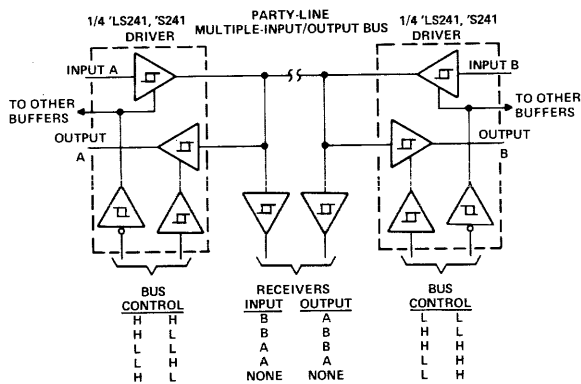 1/4 'LS241, 'S241
DRIVER
PARTY-LINE
MULTIPLE-INPUT/OUTPUT BUS
1/4 'LS241, 'S241
DRIVER
INPUT A
INPUT B
TO OTHER
BUFFERS
TO OTHER
BUFFERS
OUTPUT
A
OUTPUT
B
BUS
CONTROL
RECEIVERS
INPUT OUTPUT
BUS
CONTROL
H H B A L L
H L B B H L
L L A B H H
L H A A L H
H L NONE NONE H L